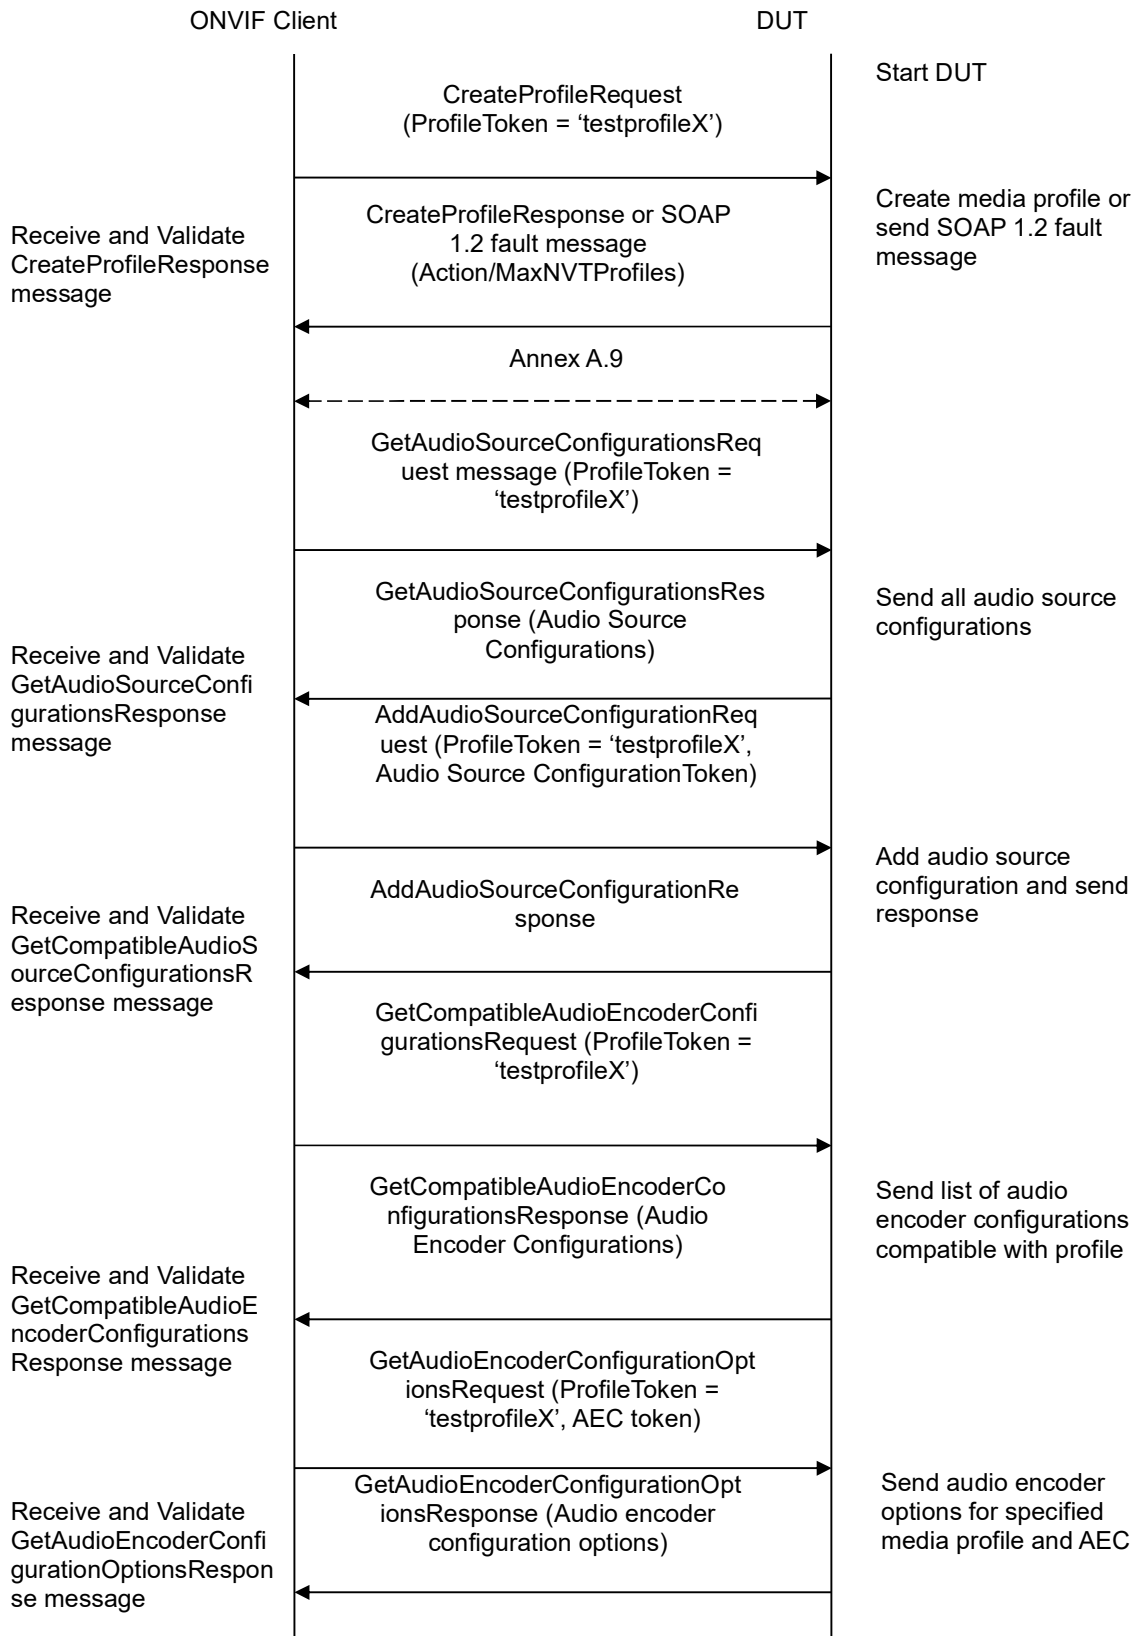 ONVIF Client
DUT
Start DUT
CreateProfileRequest
(ProfileToken = ‘testprofileX’)
Create media profile or
send SOAP 1.2 fault
message
CreateProfileResponse or SOAP
1.2 fault message
(Action/MaxNVTProfiles)
Receive and Validate
CreateProfileResponse
message
Annex A.9
GetAudioSourceConfigurationsReq
uest message (ProfileToken =
‘testprofileX’)
GetAudioSourceConfigurationsRes
ponse (Audio Source
Configurations)
Send all audio source
configurations
Receive and Validate
GetAudioSourceConfi
gurationsResponse
message
AddAudioSourceConfigurationReq
uest (ProfileToken = ‘testprofileX’,
Audio Source ConfigurationToken)
Add audio source
configuration and send
response
AddAudioSourceConfigurationRe
sponse
Receive and Validate
GetCompatibleAudioS
ourceConfigurationsR
esponse message
GetCompatibleAudioEncoderConfi
gurationsRequest (ProfileToken =
‘testprofileX’)
GetCompatibleAudioEncoderCo
nfigurationsResponse (Audio
Encoder Configurations)
Send list of audio
encoder configurations
compatible with profile
Receive and Validate
GetCompatibleAudioE
ncoderConfigurations
Response message
GetAudioEncoderConfigurationOpt
ionsRequest (ProfileToken =
‘testprofileX’, AEC token)
GetAudioEncoderConfigurationOpt
ionsResponse (Audio encoder
configuration options)
Send audio encoder
options for specified
media profile and AEC
Receive and Validate
GetAudioEncoderConfi
gurationOptionsRespon
se message